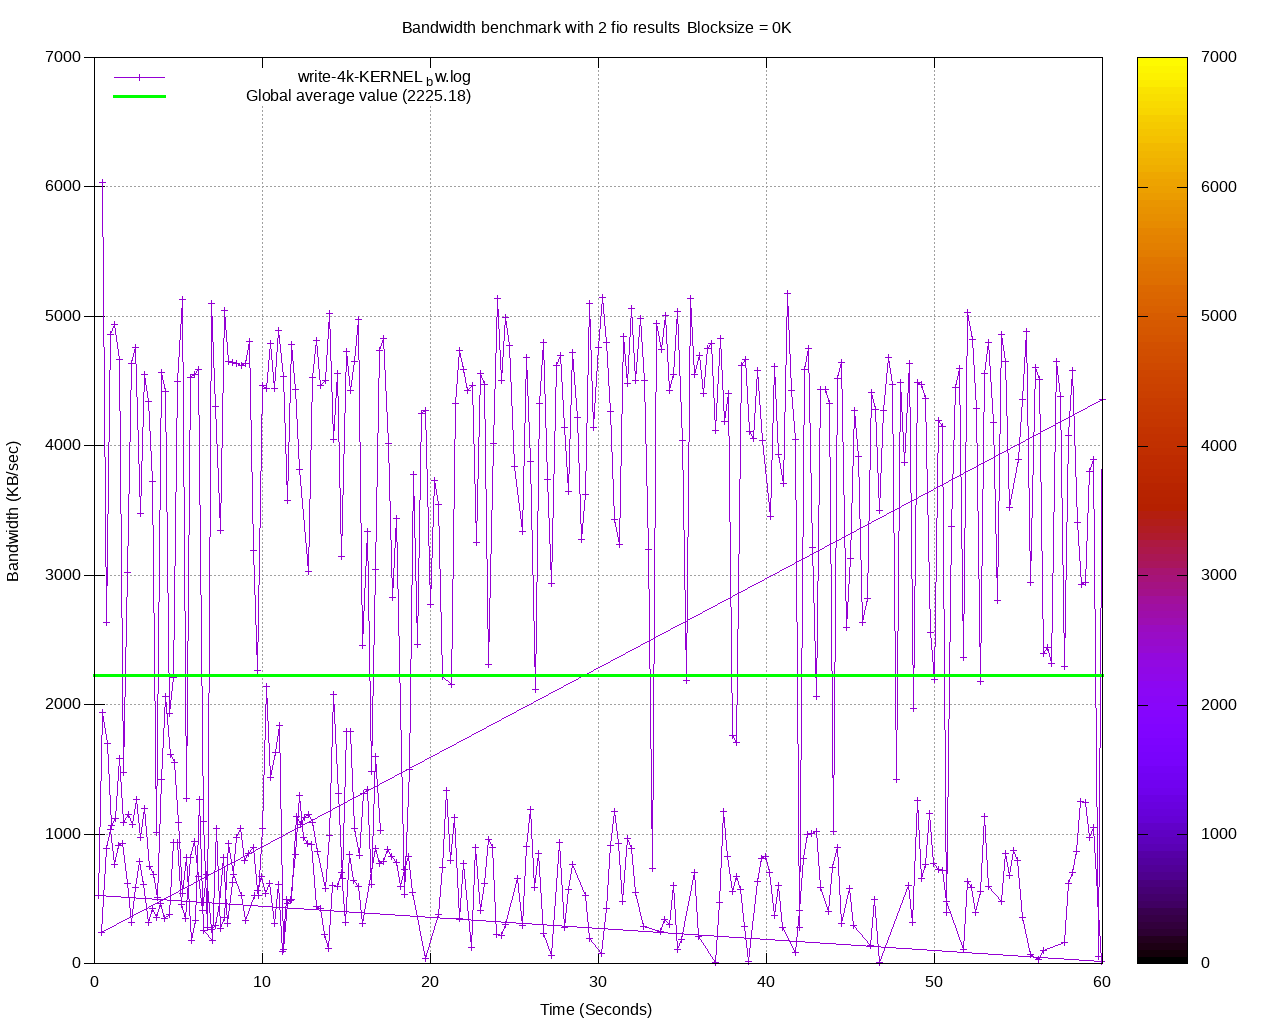 Bandwidth benchmark with 2 fio results Blocksize = 0K
write-4k-KERNELbw.log
Global average value (2225.18)
7000
6000
5000
4000
3000
2000
1000
0
Bandwidth (KB/sec)
0 10 20 30 40 50 60
Time (Seconds)
7000
6000
5000
4000
3000
2000
1000
0